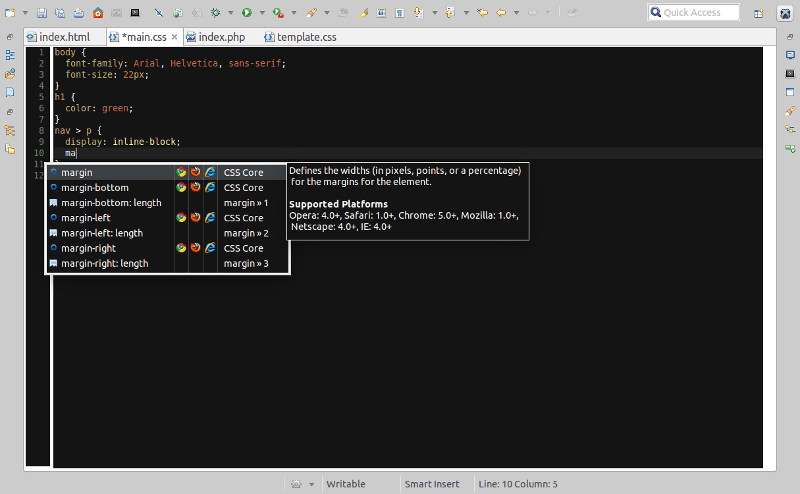 Quick Access
index.html
*main.css
index.php
template.css
1 body {
2 font-family: Arial, Helvetica, sans-serif;
3 font-size: 22px;
4 }
5 h1 {
6 color: green;
7 }
8 nav > p {
9 display: inline-block;
10 ma
11 }
12
margin CSS Core
margin-bottom CSS Core
margin-bottom: length margin » 1
margin-left CSS Core
margin-left: length margin » 2
margin-right CSS Core
margin-right: length margin » 3
Defines the widths (in pixels, points, or a percentage)
for the margins for the element.
Supported Platforms
Opera: 4.0+, Safari: 1.0+, Chrome: 5.0+, Mozilla: 1.0+,
Netscape: 4.0+, IE: 4.0+
Writable
Smart Insert
Line: 10 Column: 5